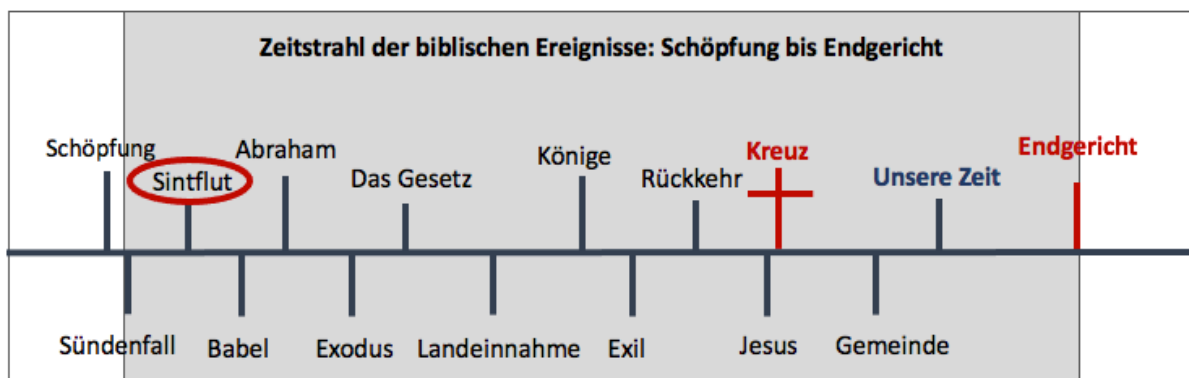 Zeitstrahl der biblischen Ereignisse: Schöpfung bis Endgericht
Schöpfung
Sintflut
Abraham
Das Gesetz
Könige
Rückkehr
Kreuz
Unsere Zeit
Endgericht
Sündenfall
Babel
Exodus
Landeinnahme
Exil
Jesus
Gemeinde